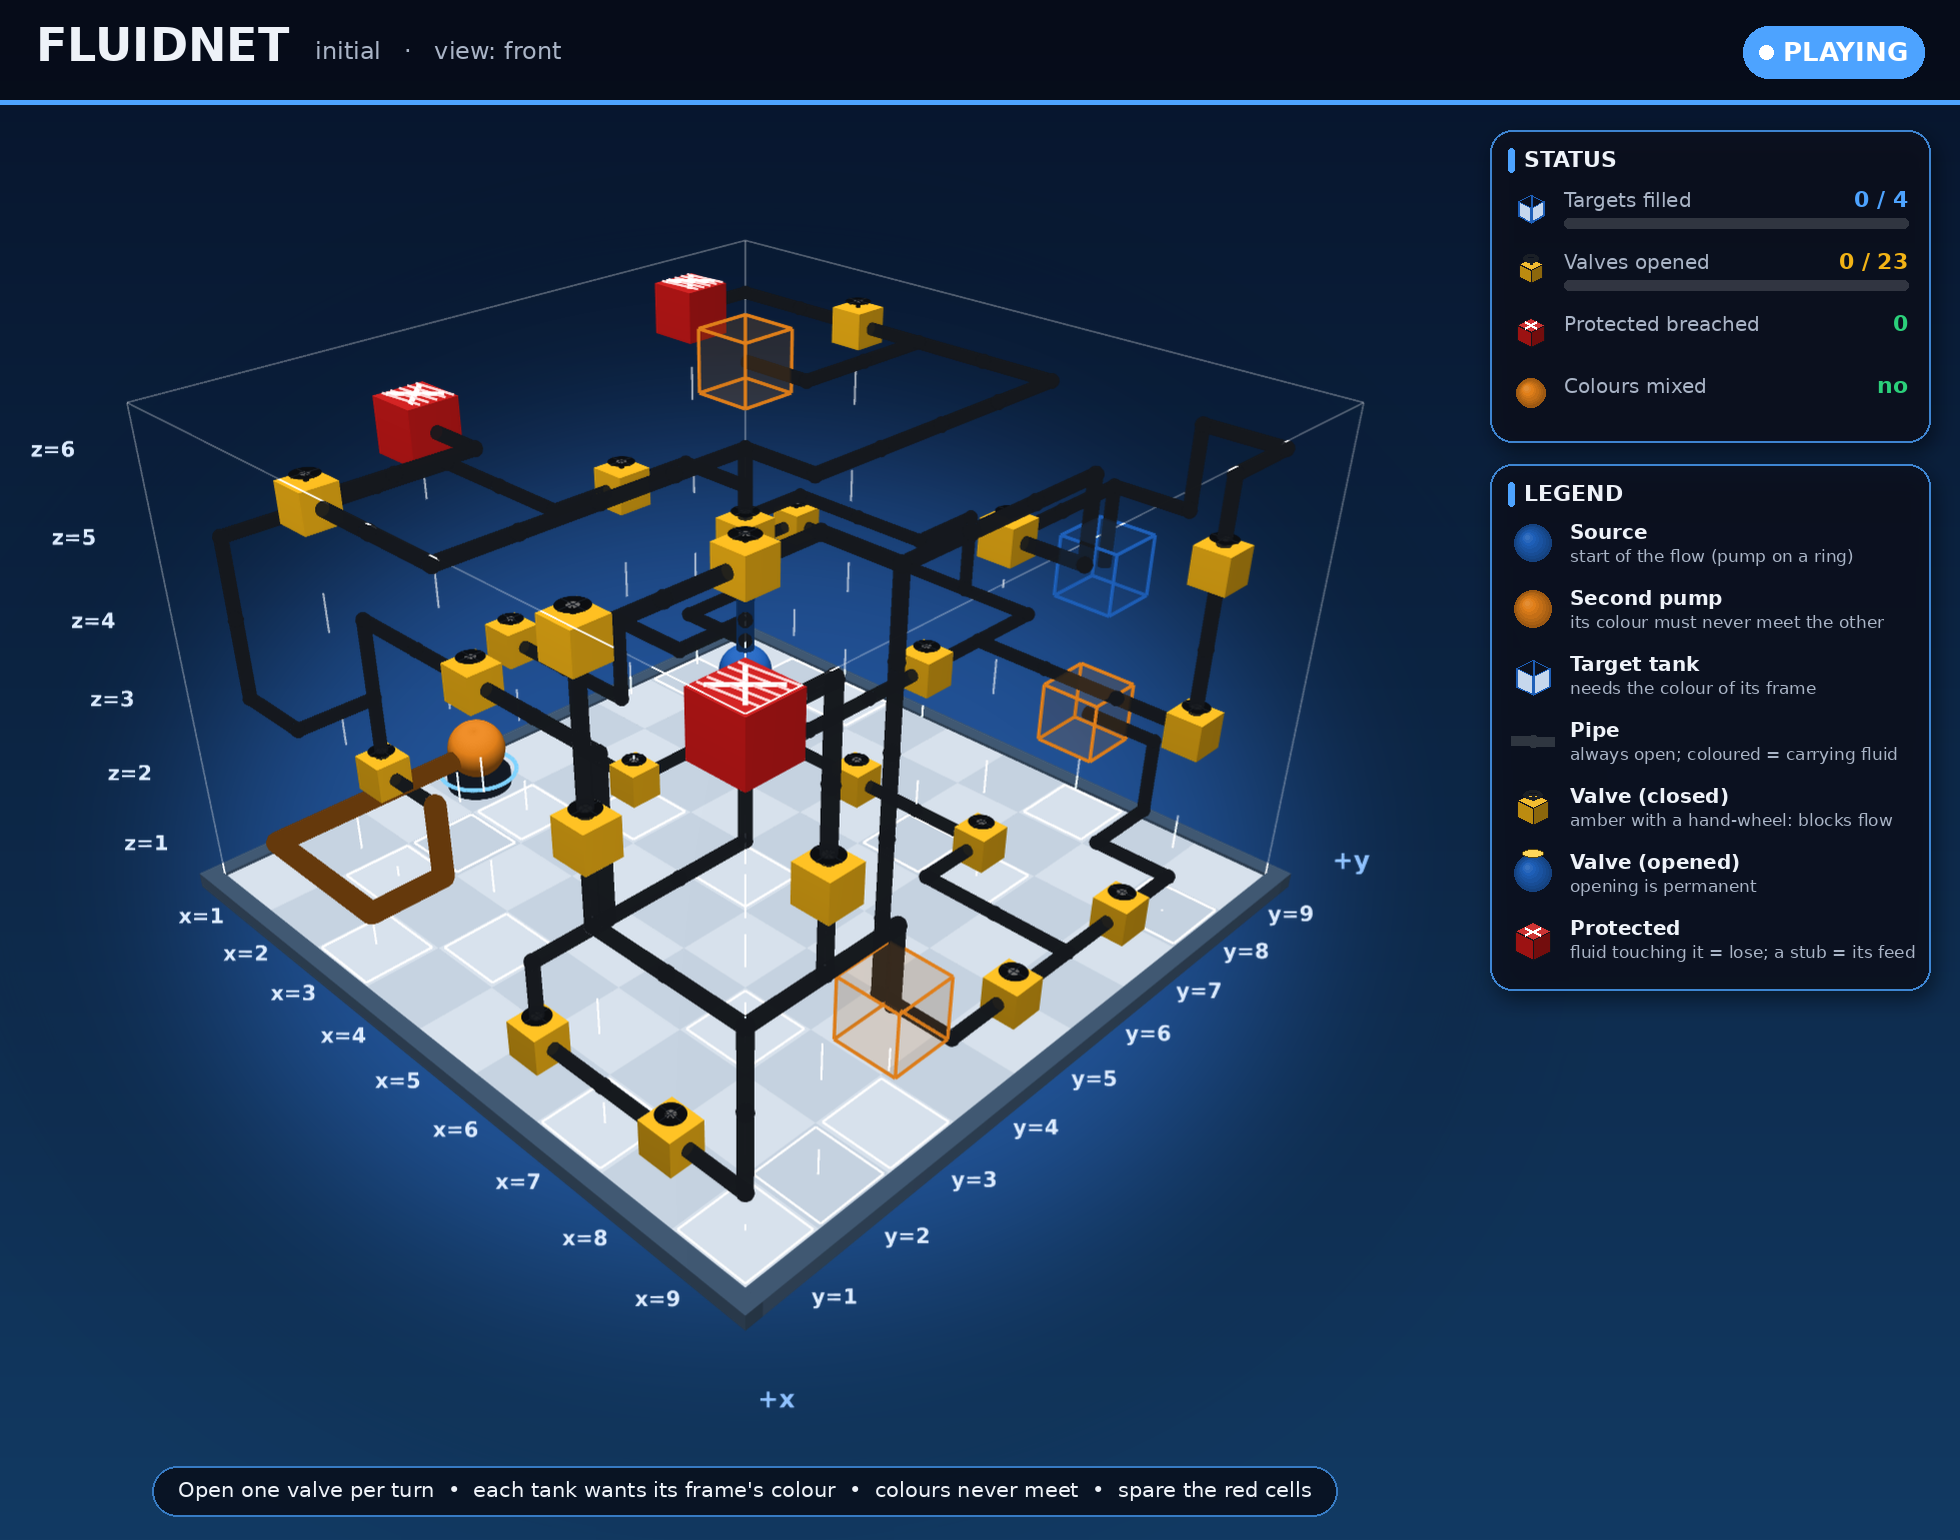 FLUIDNET initial · view: front
PLAYING
STATUS
Targets filled 0 / 4
Valves opened 0 / 23
Protected breached 0
Colours mixed no
LEGEND
Source
start of the flow (pump on a ring)
Second pump
its colour must never meet the other
Target tank
needs the colour of its frame
Pipe
always open; coloured = carrying fluid
Valve (closed)
amber with a hand-wheel: blocks flow
Valve (opened)
opening is permanent
Protected
fluid touching it = lose; a stub = its feed
z=6
z=5
z=4
z=3
z=2
z=1
x=1
x=2
x=3
x=4
x=5
x=6
x=7
x=8
x=9
+y
y=9
y=8
y=7
y=6
y=5
y=4
y=3
y=2
y=1
+x
Open one valve per turn • each tank wants its frame's colour • colours never meet • spare the red cells